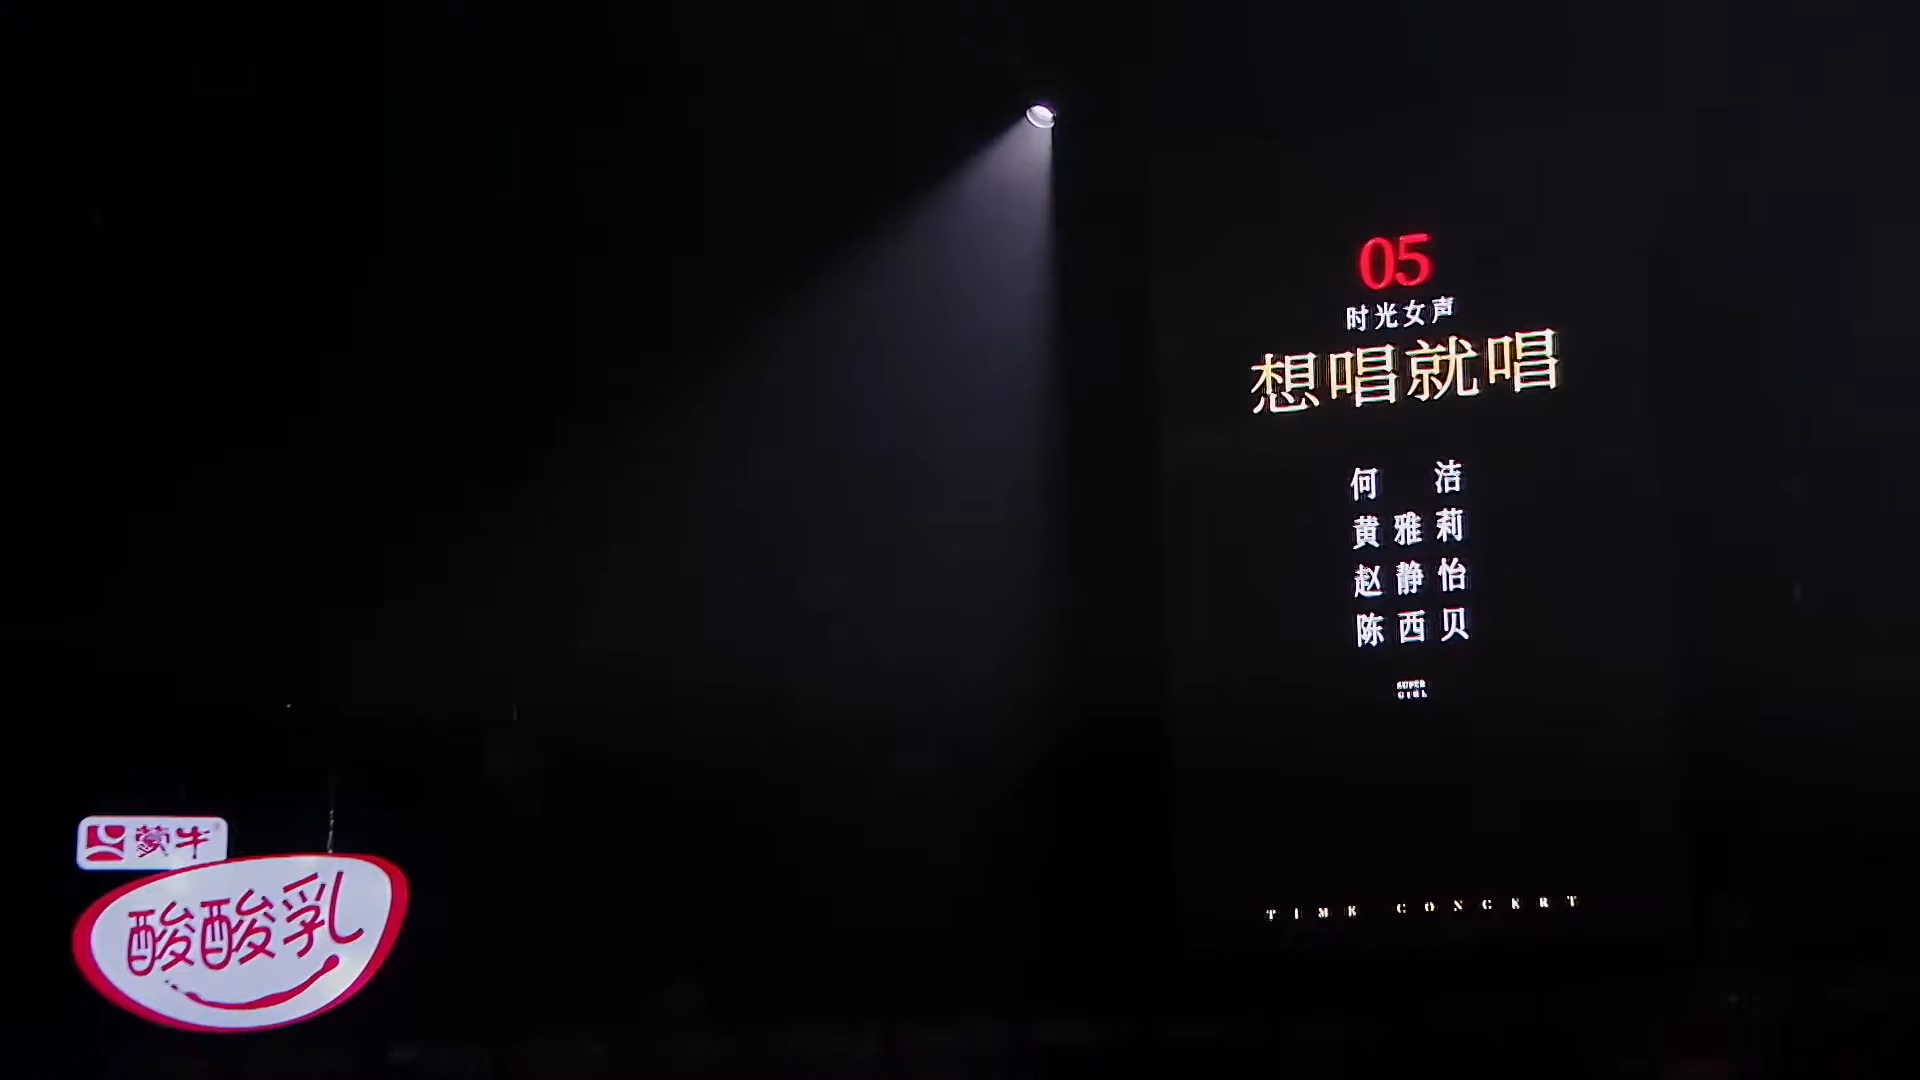 05
时光女声
想唱就唱
何 洁
黄雅莉
赵静怡
陈西贝
SUPER
GIRL
TIME CONCERT
蒙牛
酸酸乳